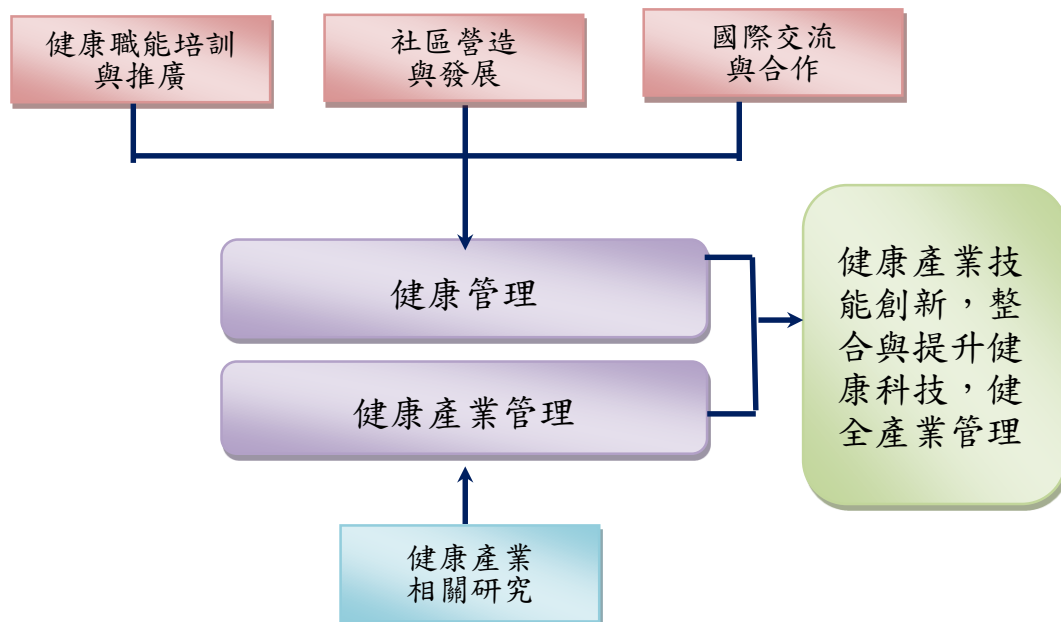 健康職能培訓
與推廣
社區營造
與發展
國際交流
與合作
健康管理
健康產業管理
健康產業技
能創新，整
合與提升健
康科技，健
全產業管理
健康產業
相關研究